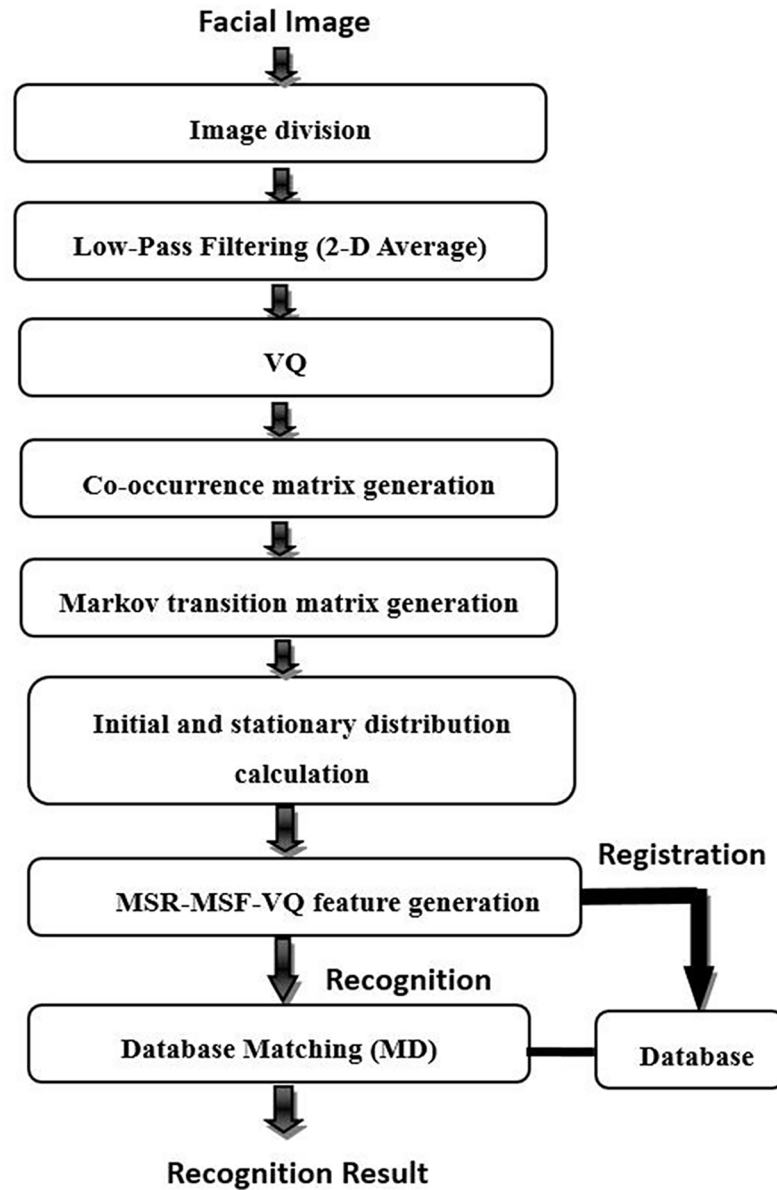 Facial Image
Image division
Low-Pass Filtering (2-D Average)
VQ
Co-occurrence matrix generation
Markov transition matrix generation
Initial and stationary distribution
calculation
MSR-MSF-VQ feature generation
Registration
Recognition
Database Matching (MD)
Database
Recognition Result